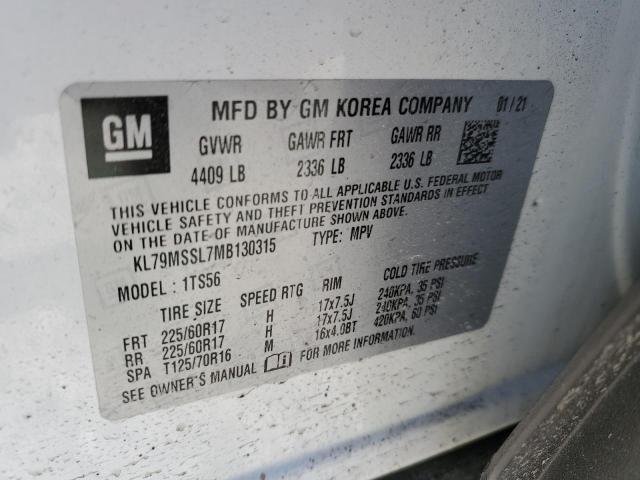 GM
MFD BY GM KOREA COMPANY 01/21
GVWR GAWR FRT GAWR RR
4409 LB 2336 LB 2336 LB
THIS VEHICLE CONFORMS TO ALL APPLICABLE U.S. FEDERAL MOTOR
VEHICLE SAFETY AND THEFT PREVENTION STANDARDS IN EFFECT
ON THE DATE OF MANUFACTURE SHOWN ABOVE.
KL79MSSL7MB130315 TYPE: MPV
MODEL: 1TS56
TIRE SIZE SPEED RTG RIM COLD TIRE PRESSURE
FRT 225/60R17 H 17x7.5J 240KPA, 35 PSI
RR 225/60R17 H 17x7.5J 240KPA, 35 PSI
SPA T125/70R16 M 16x4.0BT 420KPA, 60 PSI
SEE OWNER'S MANUAL FOR MORE INFORMATION.